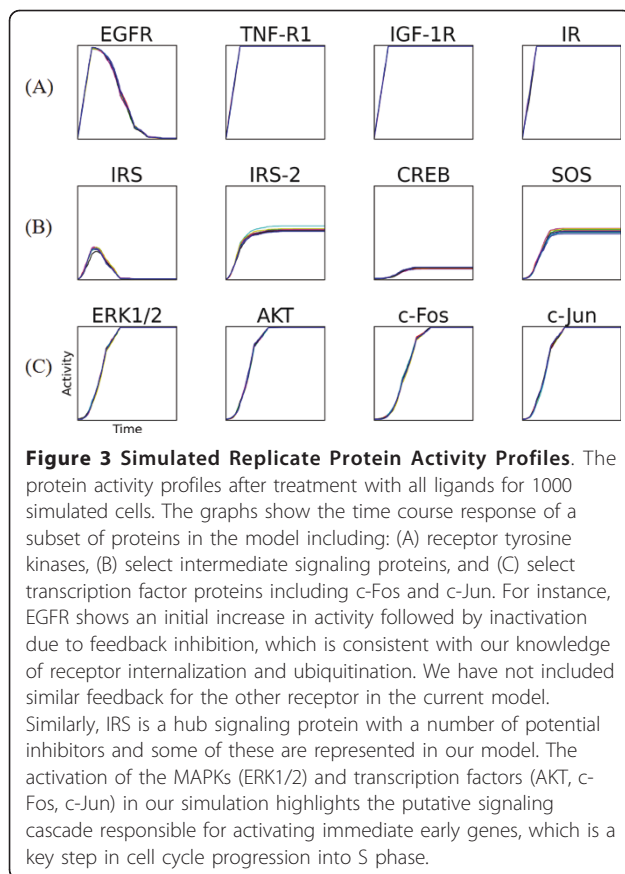 EGFR TNF-R1 IGF-1R IR
(A)
IRS IRS-2 CREB SOS
(B)
ERK1/2 AKT c-Fos c-Jun
(C)
Activity
Time
Figure 3 Simulated Replicate Protein Activity Profiles. The
protein activity profiles after treatment with all ligands for 1000
simulated cells. The graphs show the time course response of a
subset of proteins in the model including: (A) receptor tyrosine
kinases, (B) select intermediate signaling proteins, and (C) select
transcription factor proteins including c-Fos and c-Jun. For instance,
EGFR shows an initial increase in activity followed by inactivation
due to feedback inhibition, which is consistent with our knowledge
of receptor internalization and ubiquitination. We have not included
similar feedback for the other receptor in the current model.
Similarly, IRS is a hub signaling protein with a number of potential
inhibitors and some of these are represented in our model. The
activation of the MAPKs (ERK1/2) and transcription factors (AKT, c-
Fos, c-Jun) in our simulation highlights the putative signaling
cascade responsible for activating immediate early genes, which is a
key step in cell cycle progression into S phase.